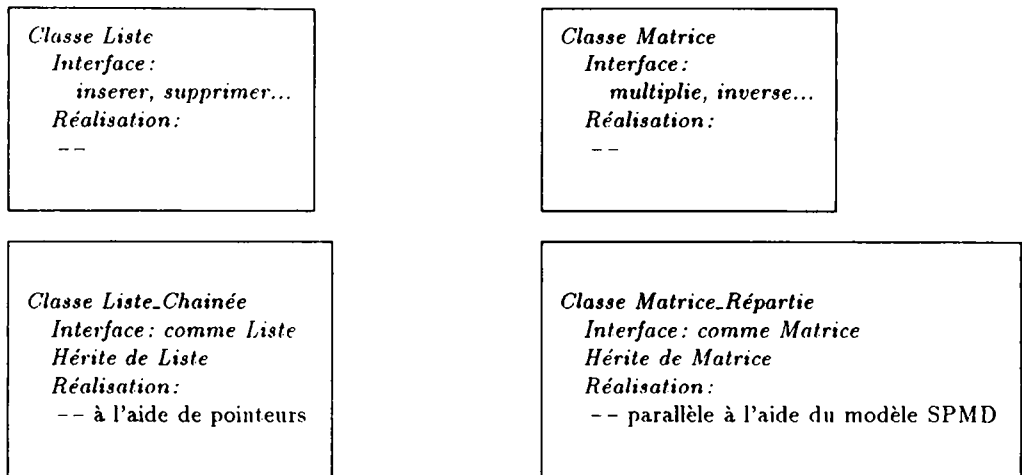 Classe Liste
Interface:
inserer, supprimer...
Réalisation:
--
Classe Matrice
Interface:
multiplie, inverse...
Réalisation:
--
Classe Liste_Chainée
Interface: comme Liste
Hérite de Liste
Réalisation:
-- à l'aide de pointeurs
Classe Matrice_Répartie
Interface: comme Matrice
Hérite de Matrice
Réalisation:
-- parallèle à l'aide du modèle SPMD